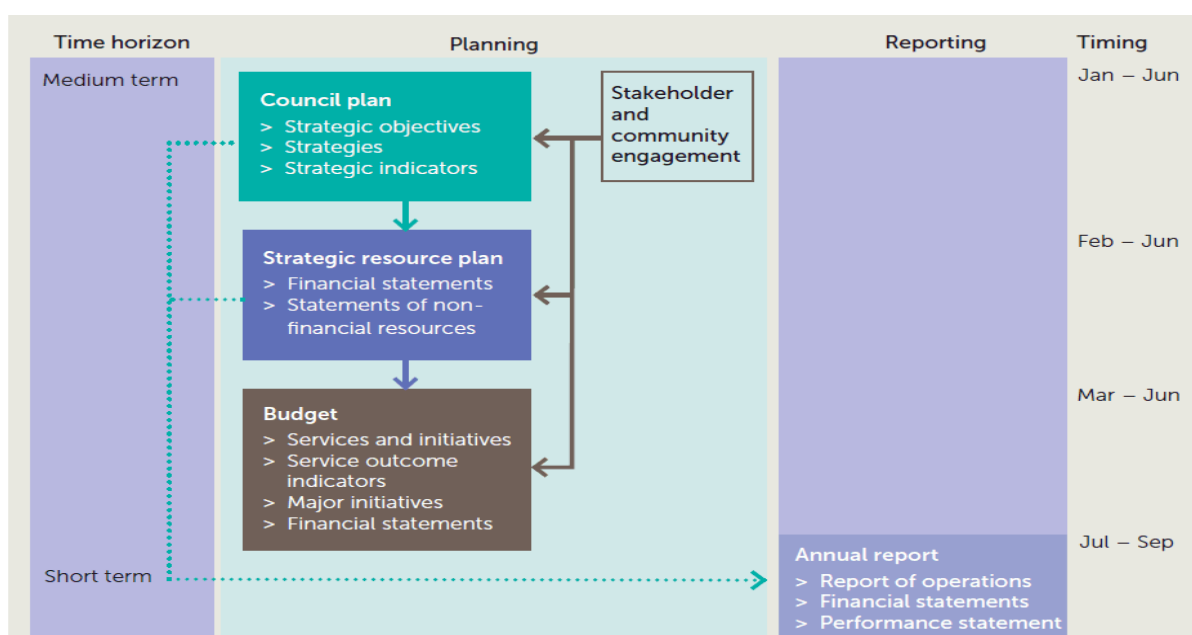 Time horizon
Planning
Reporting
Timing
Medium term
Council plan
> Strategic objectives
> Strategies
> Strategic indicators
Stakeholder
and
community
engagement
Jan – Jun
Strategic resource plan
> Financial statements
> Statements of non-
financial resources
Feb – Jun
Budget
> Services and initiatives
> Service outcome
indicators
> Major initiatives
> Financial statements
Mar – Jun
Short term
Annual report
> Report of operations
> Financial statements
> Performance statement
Jul – Sep